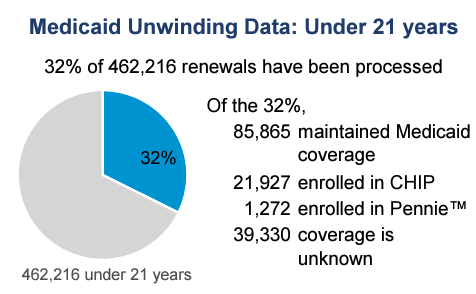 Medicaid Unwinding Data: Under 21 years
32% of 462,216 renewals have been processed
Of the 32%,
85,865 maintained Medicaid
coverage
32%
21,927 enrolled in CHIP
1,272 enrolled in Pennie™
39,330 coverage is
unknown
462,216 under 21 years